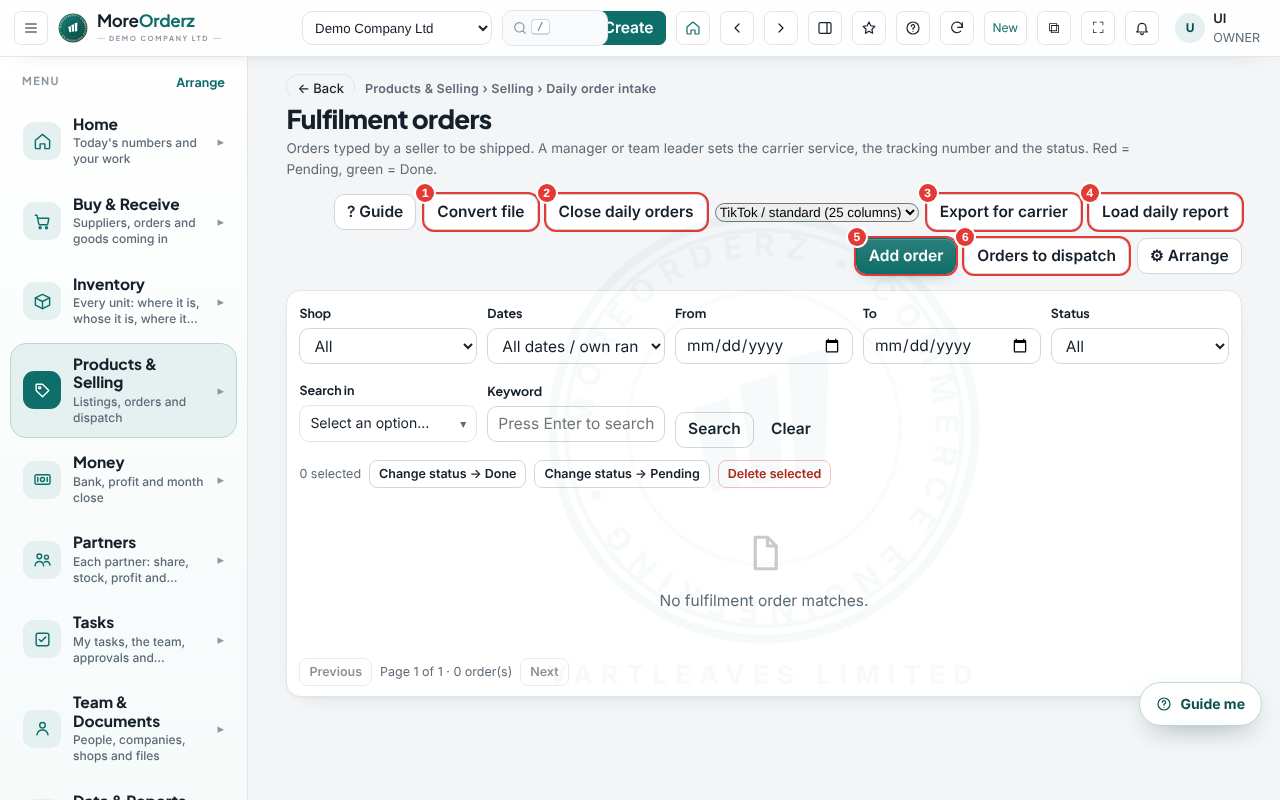 MoreOrderz
— DEMO COMPANY LTD —
Demo Company Ltd
/
Create
New
U
UI
OWNER
MENU
Arrange
Home
Today's numbers and
your work
Buy & Receive
Suppliers, orders and
goods coming in
Inventory
Every unit: where it is,
whose it is, where it...
Products &
Selling
Listings, orders and
dispatch
Money
Bank, profit and month
close
Partners
Each partner: share,
stock, profit and...
Tasks
My tasks, the team,
approvals and...
Team &
Documents
People, companies,
shops and files
← Back
Products & Selling › Selling › Daily order intake
Fulfilment orders
Orders typed by a seller to be shipped. A manager or team leader sets the carrier service, the tracking number and the status. Red =
Pending, green = Done.
? Guide
1
Convert file
2
Close daily orders
TikTok / standard (25 columns)
3
Export for carrier
4
Load daily report
5
Add order
6
Orders to dispatch
⚙ Arrange
Shop
Dates
From
To
Status
All
All dates / own ran
mm/dd/yyyy
mm/dd/yyyy
All
Search in
Keyword
Select an option...
Press Enter to search
Search
Clear
0 selected
Change status → Done
Change status → Pending
Delete selected
No fulfilment order matches.
Previous
Page 1 of 1 · 0 order(s)
Next
Guide me